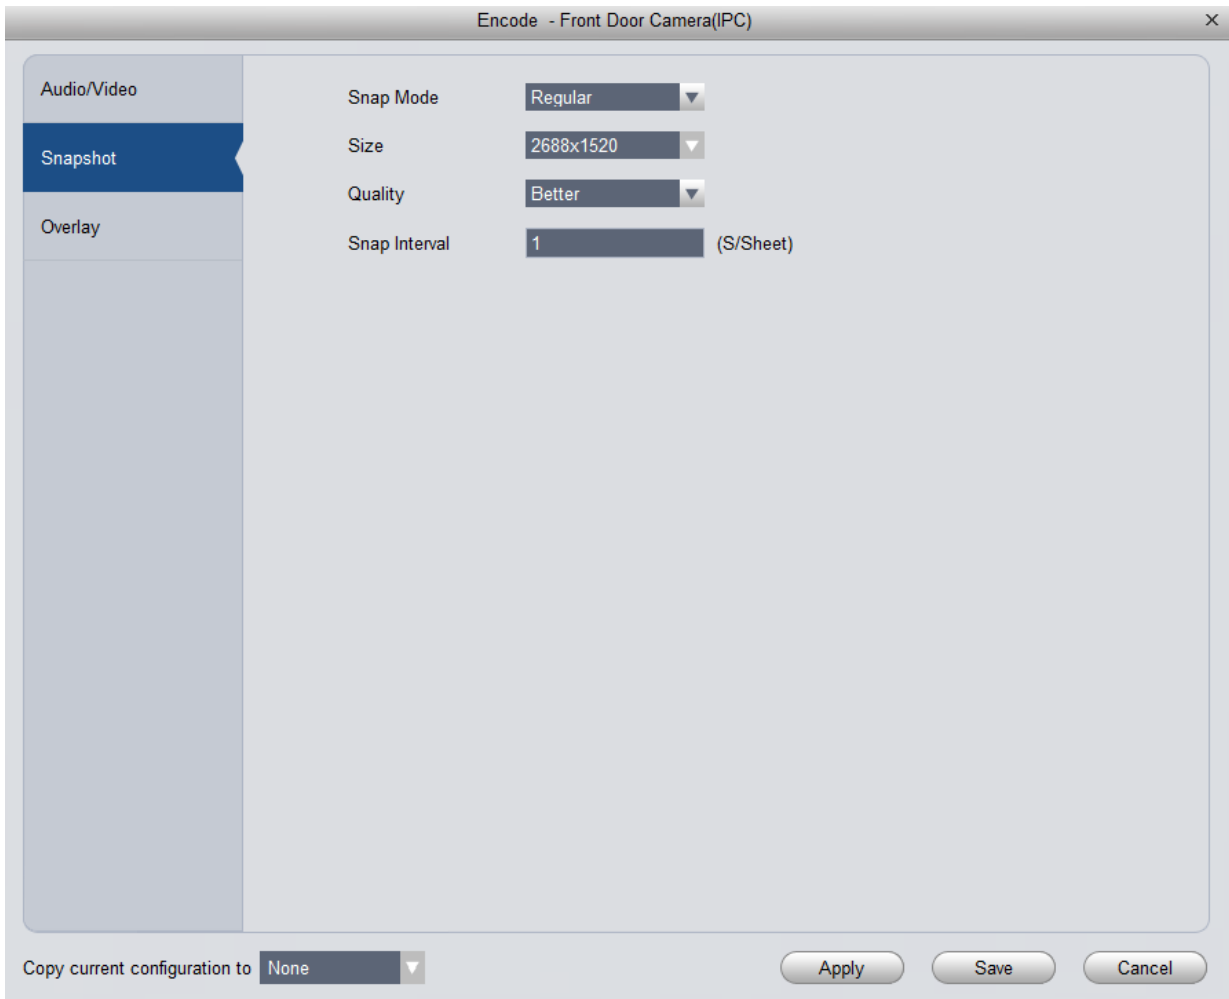 Encode - Front Door Camera(IPC)
Audio/Video
Snapshot
Overlay
Snap Mode Regular
Size 2688x1520
Quality Better
Snap Interval 1 (S/Sheet)
Copy current configuration to None Apply Save Cancel